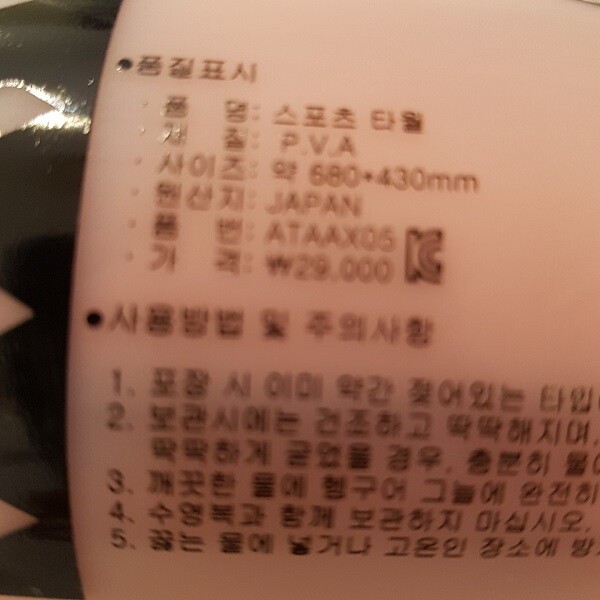 ●품질표시
· 품 명: 스포츠 타월
· 재 질: P.V.A
· 사이즈: 약 680*430mm
· 원산지: JAPAN
· 품 번: ATAAX05
· 가 격: ₩29,000
●사용방법 및 주의사항
1. 포장 시 이미 약간 젖어있는 타입
2. 보관시에는 건조하고 딱딱해지며,
딱딱하게 굳었을 경우, 충분히 물에
3. 깨끗한 물에 헹구어 그늘에 완전히
4. 수영복과 함께 보관하지 마십시오.
5. 끓는 물에 넣거나 고온인 장소에